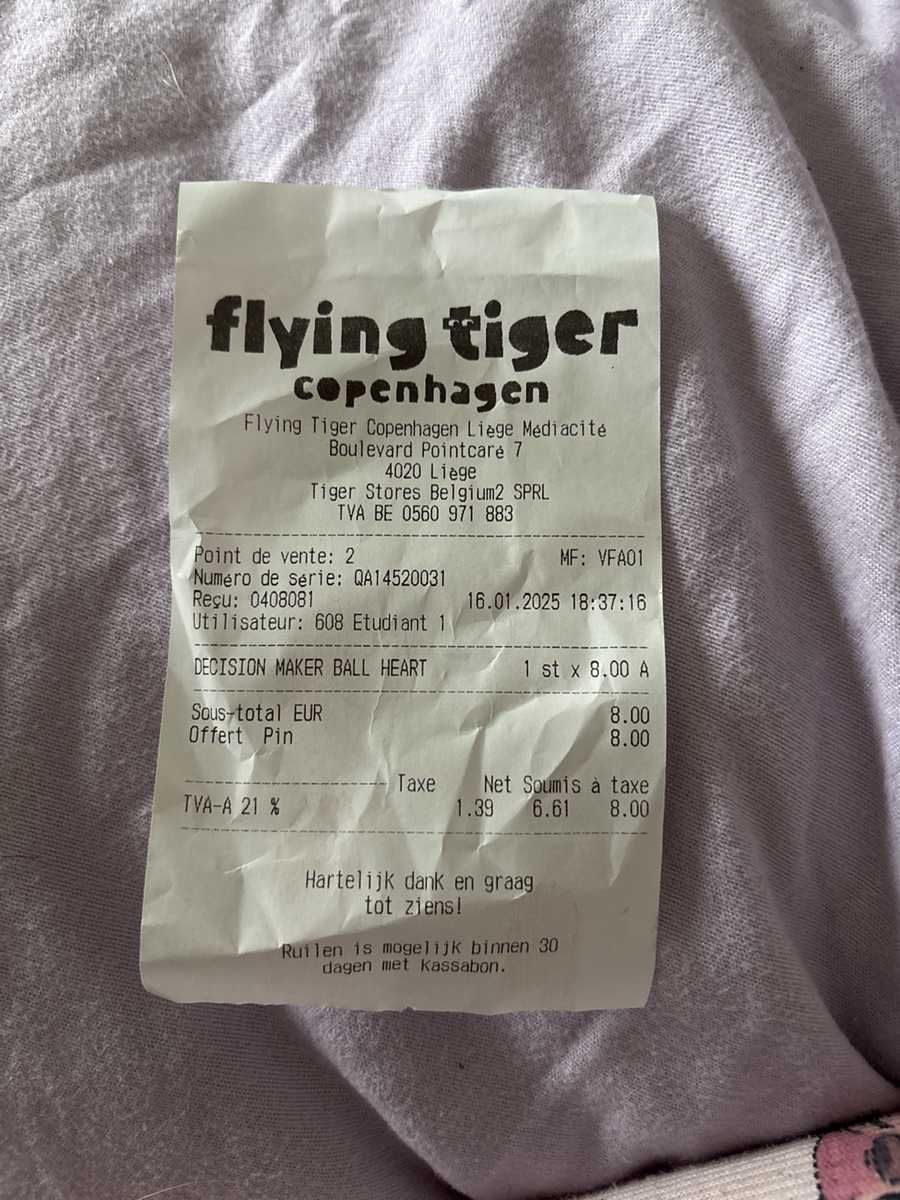 flying tiger
copenhagen
Flying Tiger Copenhagen Liège Médiacité
Boulevard Pointcaré 7
4020 Liège
Tiger Stores Belgium2 SPRL
TVA BE 0560 971 883
Point de vente: 2 MF: VFA01
Numéro de série: QA14520031
Reçu: 0408081 16.01.2025 18:37:16
Utilisateur: 608 Etudiant 1
DECISION MAKER BALL HEART 1 st x 8.00 A
Sous-total EUR 8.00
Offert Pin 8.00
Taxe Net Soumis à taxe
TVA-A 21 % 1.39 6.61 8.00
Hartelijk dank en graag
tot ziens!
Ruilen is mogelijk binnen 30
dagen met kassabon.